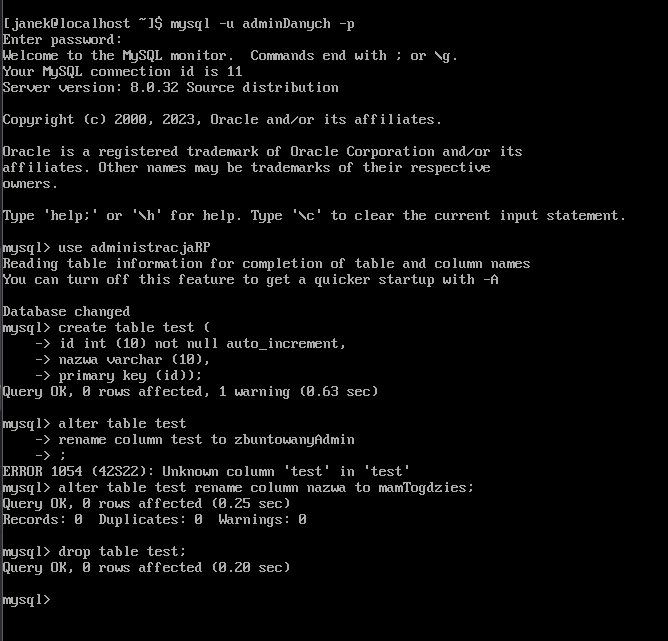 [janek@localhost ~]$ mysql -u adminDanych -p
Enter password:
Welcome to the MySQL monitor.  Commands end with ; or \g.
Your MySQL connection id is 11
Server version: 8.0.32 Source distribution

Copyright (c) 2000, 2023, Oracle and/or its affiliates.

Oracle is a registered trademark of Oracle Corporation and/or its
affiliates. Other names may be trademarks of their respective
owners.

Type 'help;' or '\h' for help. Type '\c' to clear the current input statement.

mysql> use administracjaRP
Reading table information for completion of table and column names
You can turn off this feature to get a quicker startup with -A

Database changed
mysql> create table test (
    -> id int (10) not null auto_increment,
    -> nazwa varchar (10),
    -> primary key (id));
Query OK, 0 rows affected, 1 warning (0.63 sec)

mysql> alter table test
    -> rename column test to zbuntowanyAdmin
    -> ;
ERROR 1054 (42S22): Unknown column 'test' in 'test'
mysql> alter table test rename column nazwa to mamTogdzies;
Query OK, 0 rows affected (0.25 sec)
Records: 0  Duplicates: 0  Warnings: 0

mysql> drop table test;
Query OK, 0 rows affected (0.20 sec)

mysql>